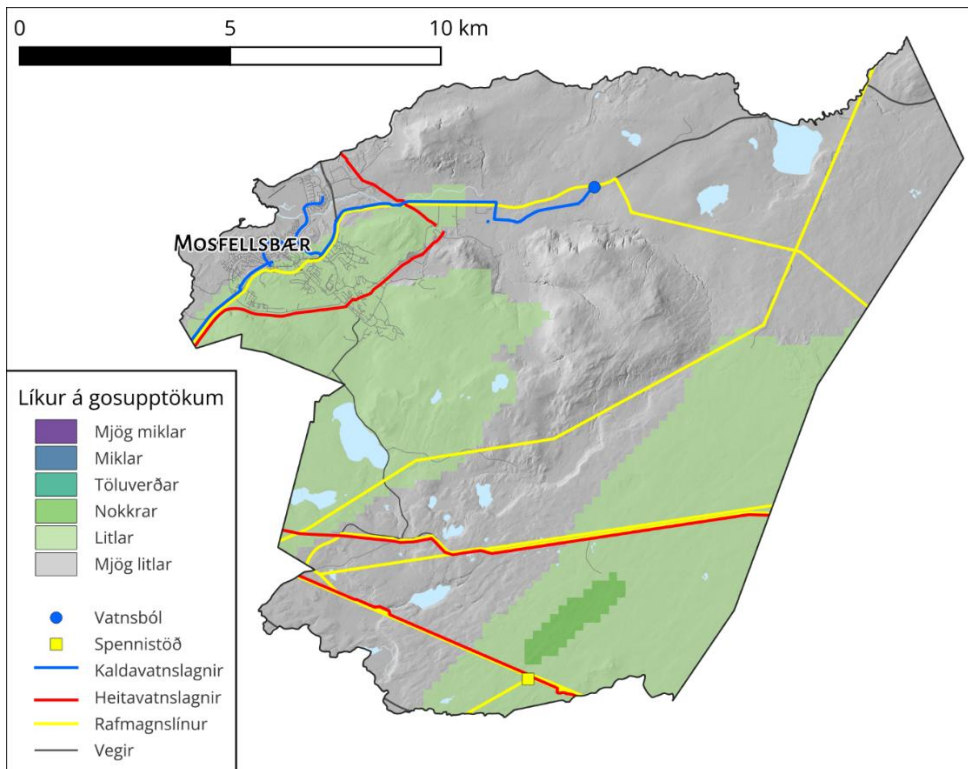 0 5 10 km
Mosfellsbær
Líkur á gosupptökum
Mjög miklar
Miklar
Töluverðar
Nokkrar
Litlar
Mjög litlar
Vatnsból
Spennistöð
Kaldavatnslagnir
Heitavatnslagnir
Rafmagnslínur
Vegir